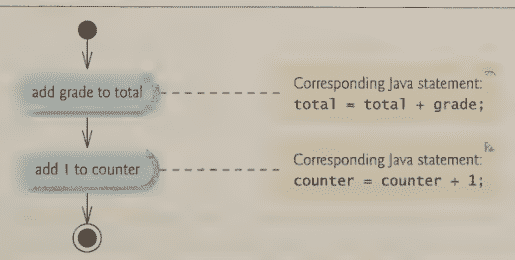 add grade to total
Corresponding Java statement:
total = total + grade;
add 1 to counter
Corresponding Java statement:
counter = counter + 1;